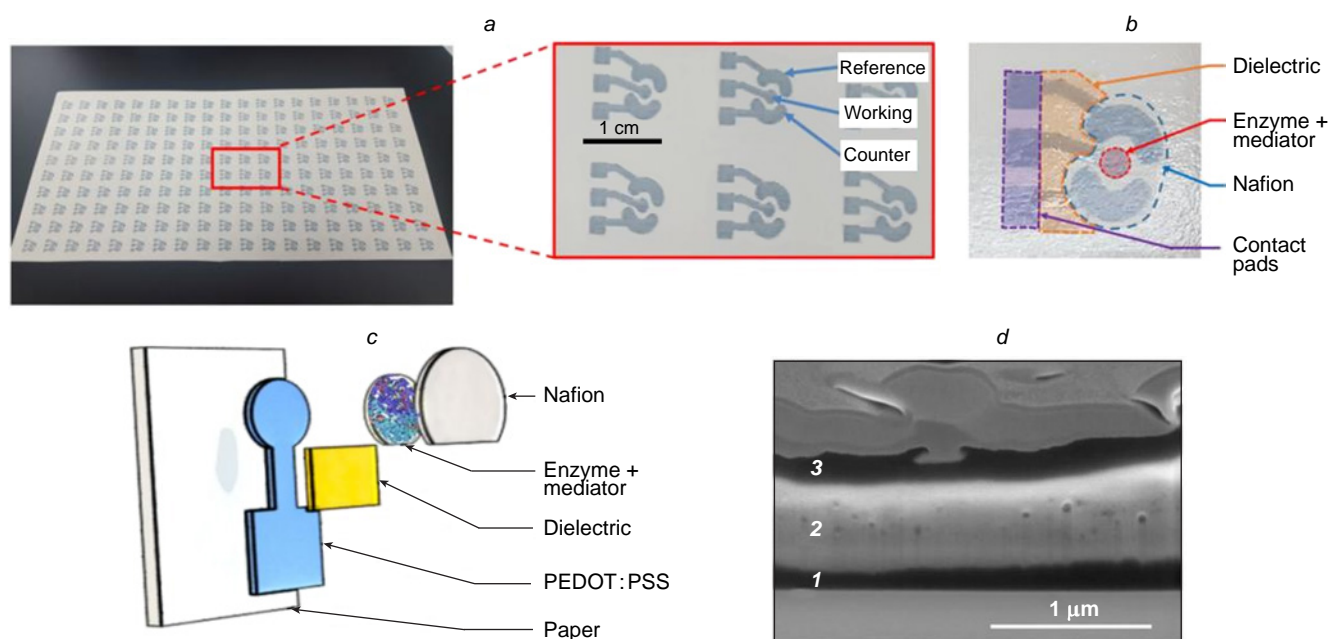 a
b
Reference
Working
Counter
1 cm
Dielectric
Enzyme +
mediator
Nafion
Contact
pads
c
Nafion
Enzyme +
mediator
Dielectric
PEDOT : PSS
Paper
d
3
2
1
1 μm